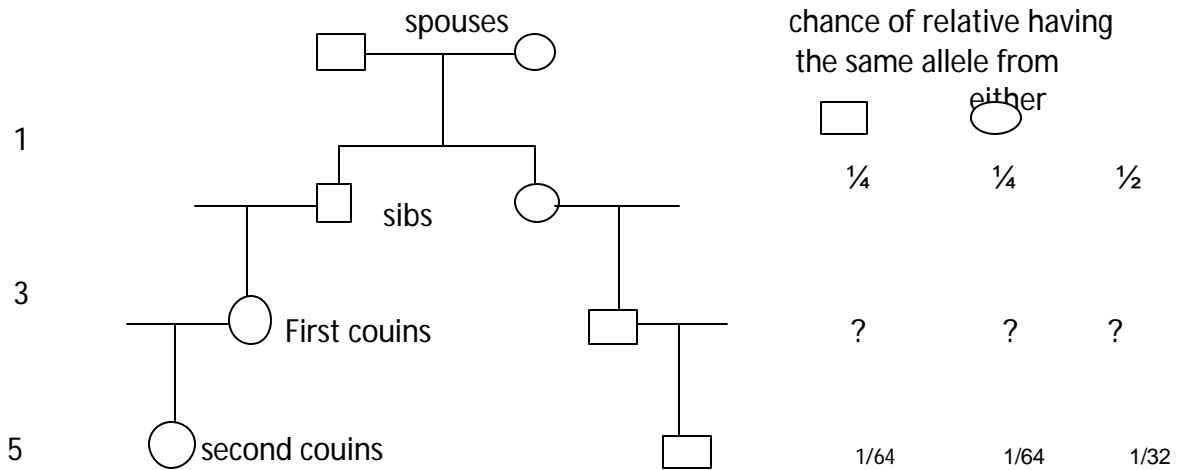 spouses
chance of relative having
the same allele from
either
1
¼ ¼ ½
sibs
3
First couins
? ? ?
5
second couins
1/64 1/64 1/32